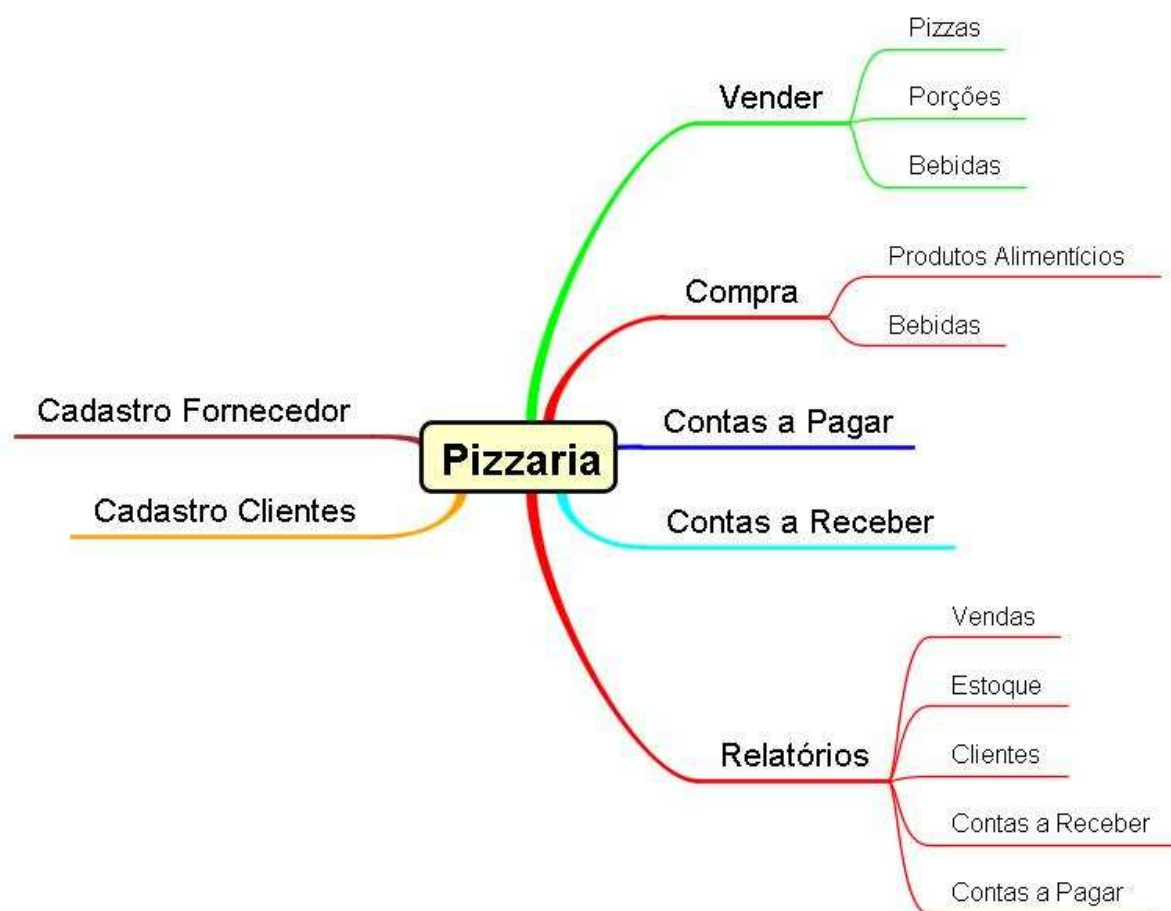 Pizzas
Vender
Porções
Bebidas
Produtos Alimentícios
Compra
Bebidas
Cadastro Fornecedor
Contas a Pagar
Pizzaria
Cadastro Clientes
Contas a Receber
Vendas
Estoque
Relatórios
Clientes
Contas a Receber
Contas a Pagar